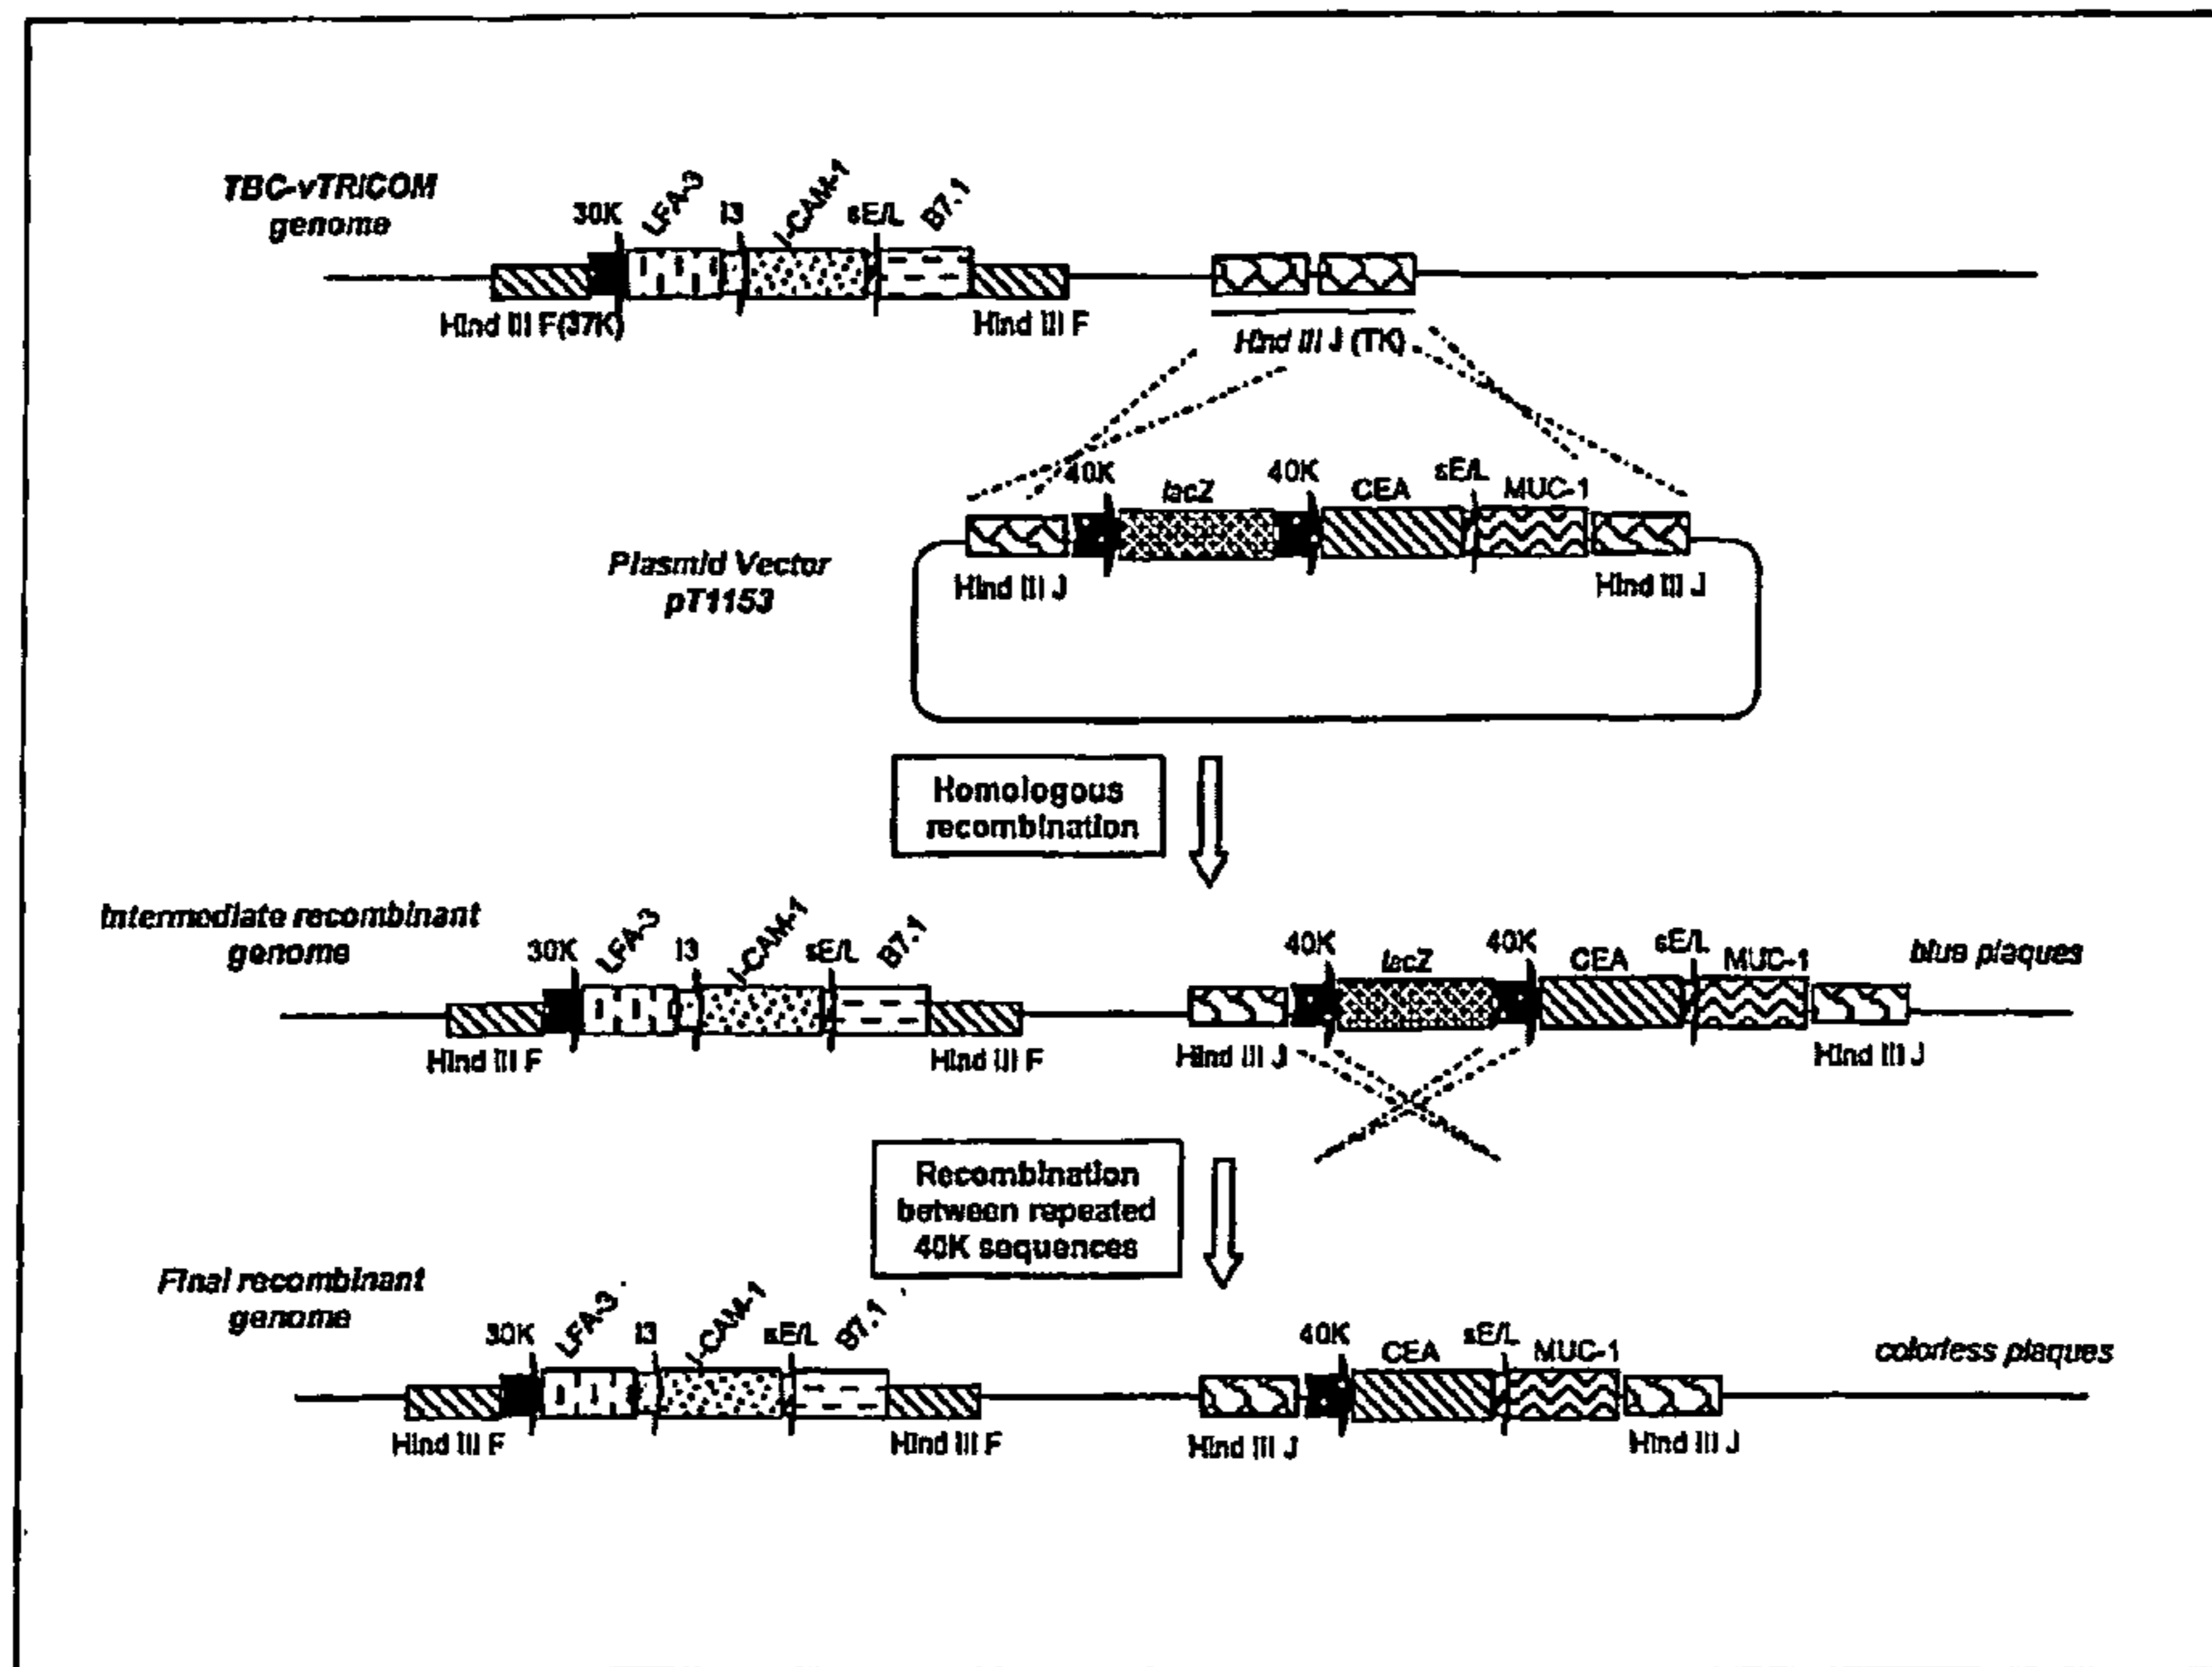 TBC-vTRICOM
genome
30K LFA-3 I3 I-CAM-1 sE/L B7.1
Hind III F(37K) Hind III F
Hind III J (TK)
40K lacZ 40K CEA sE/L MUC-1
Plasmid Vector
pT1153
Hind III J Hind III J
Homologous
recombination
Intermediate recombinant
genome
30K LFA-3 I3 I-CAM-1 sE/L B7.1
40K lacZ 40K CEA sE/L MUC-1
blue plaques
Hind III F Hind III F Hind III J Hind III J
Recombination
between repeated
40K sequences
Final recombinant
genome
30K LFA-3 I3 I-CAM-1 sE/L B7.1
40K CEA sE/L MUC-1
colorless plaques
Hind III F Hind III F Hind III J Hind III J